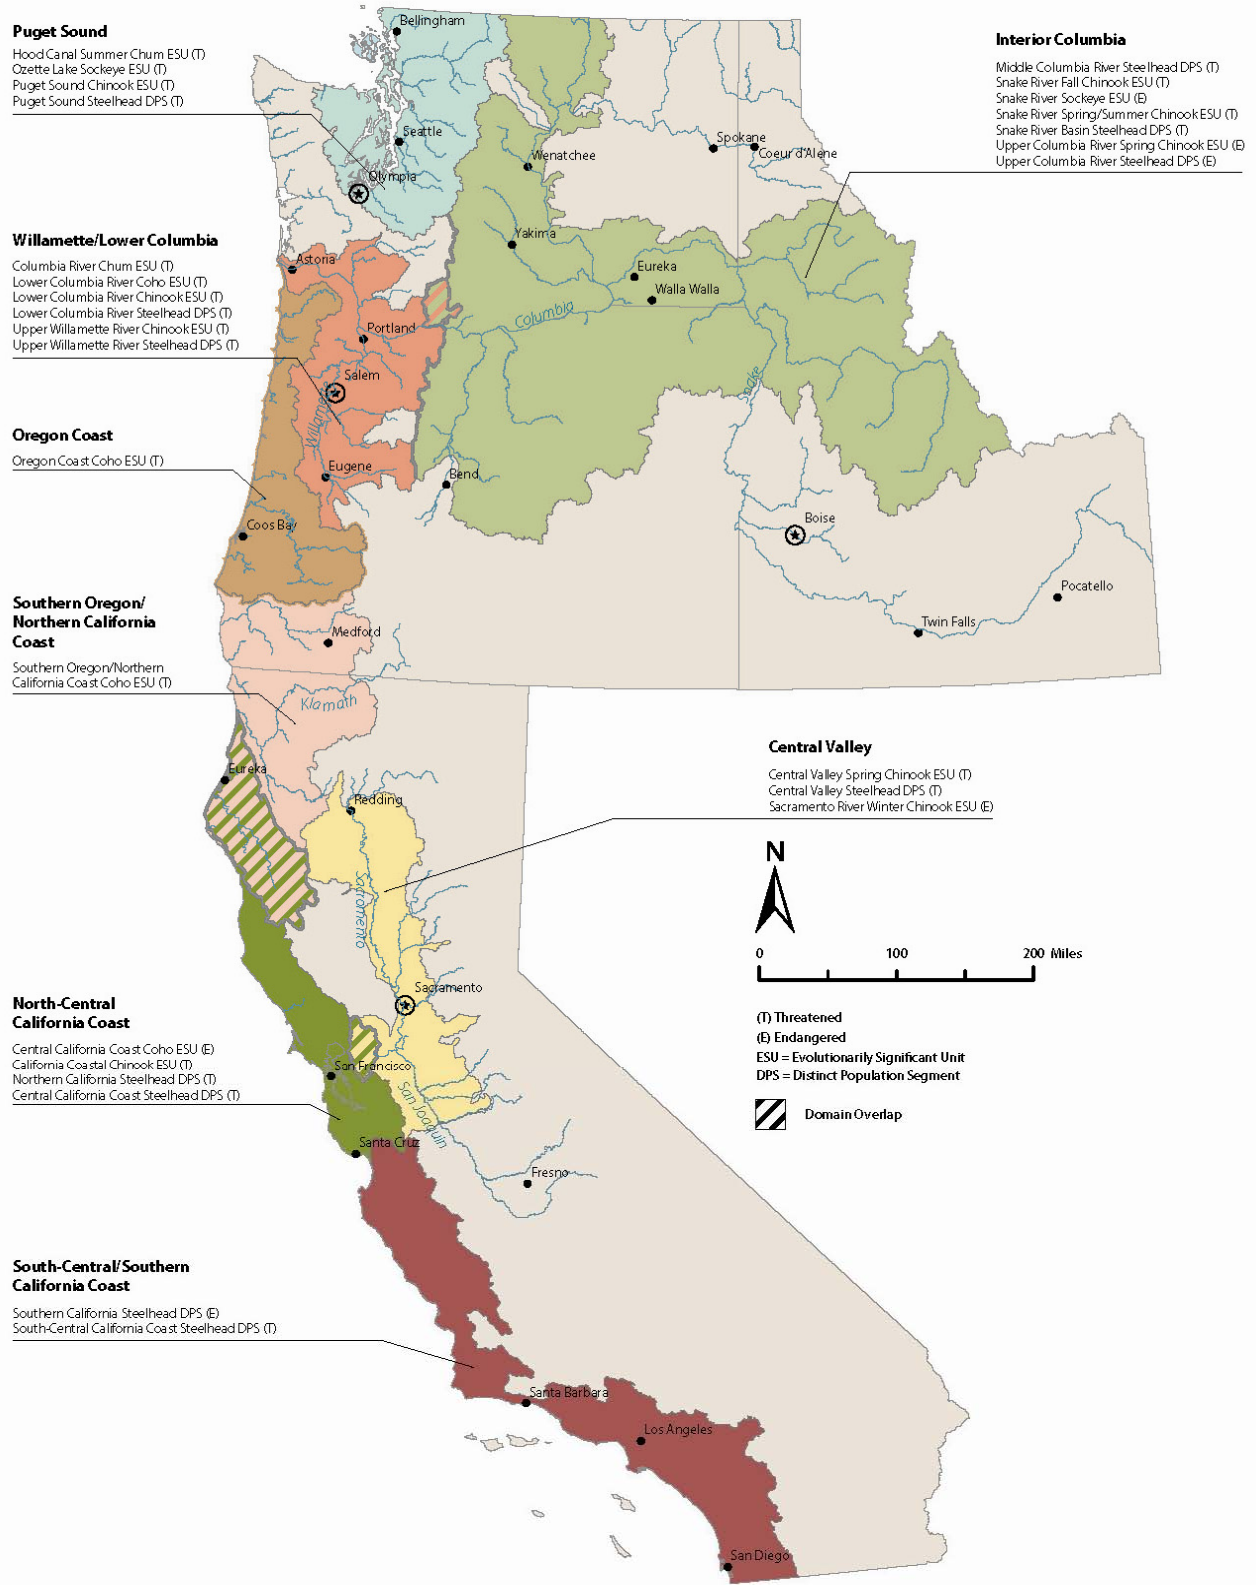 Puget Sound
Hood Canal Summer Chum ESU (T)
Ozette Lake Sockeye ESU (T)
Puget Sound Chinook ESU (T)
Puget Sound Steelhead DPS (T)
Willamette/Lower Columbia
Columbia River Chum ESU (T)
Lower Columbia River Coho ESU (T)
Lower Columbia River Chinook ESU (T)
Lower Columbia River Steelhead DPS (T)
Upper Willamette River Chinook ESU (T)
Upper Willamette River Steelhead DPS (T)
Oregon Coast
Oregon Coast Coho ESU (T)
Southern Oregon/
Northern California
Coast
Southern Oregon/Northern
California Coast Coho ESU (T)
North-Central
California Coast
Central California Coast Coho ESU (E)
California Coastal Chinook ESU (T)
Northern California Steelhead DPS (T)
Central California Coast Steelhead DPS (T)
South-Central/Southern
California Coast
Southern California Steelhead DPS (E)
South-Central California Coast Steelhead DPS (T)
Interior Columbia
Middle Columbia River Steelhead DPS (T)
Snake River Fall Chinook ESU (T)
Snake River Sockeye ESU (E)
Snake River Spring/Summer Chinook ESU (T)
Snake River Basin Steelhead DPS (T)
Upper Columbia River Spring Chinook ESU (E)
Upper Columbia River Steelhead DPS (E)
Central Valley
Central Valley Spring Chinook ESU (T)
Central Valley Steelhead DPS (T)
Sacramento River Winter Chinook ESU (E)
N
0 100 200 Miles
(T) Threatened
(E) Endangered
ESU = Evolutionarily Significant Unit
DPS = Distinct Population Segment
Domain Overlap
Bellingham
Seattle
Olympia
Wenatchee
Spokane
Coeur d'Alene
Yakima
Astoria
Eureka
Walla Walla
Columbia
Portland
Salem
Willamette
Snake
Eugene
Bend
Coos Bay
Boise
Pocatello
Twin Falls
Medford
Klamath
Eureka
Redding
Sacramento
Sacramento
San Francisco
San Joaquin
Santa Cruz
Fresno
Santa Barbara
Los Angeles
San Diego